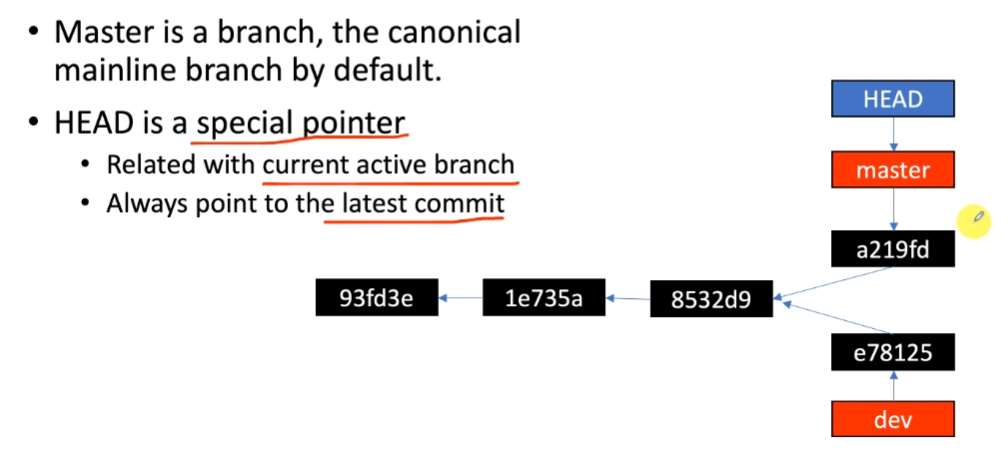 • Master is a branch, the canonical
mainline branch by default.
• HEAD is a special pointer
• Related with current active branch
• Always point to the latest commit
HEAD
master
a219fd
93fd3e
1e735a
8532d9
e78125
dev